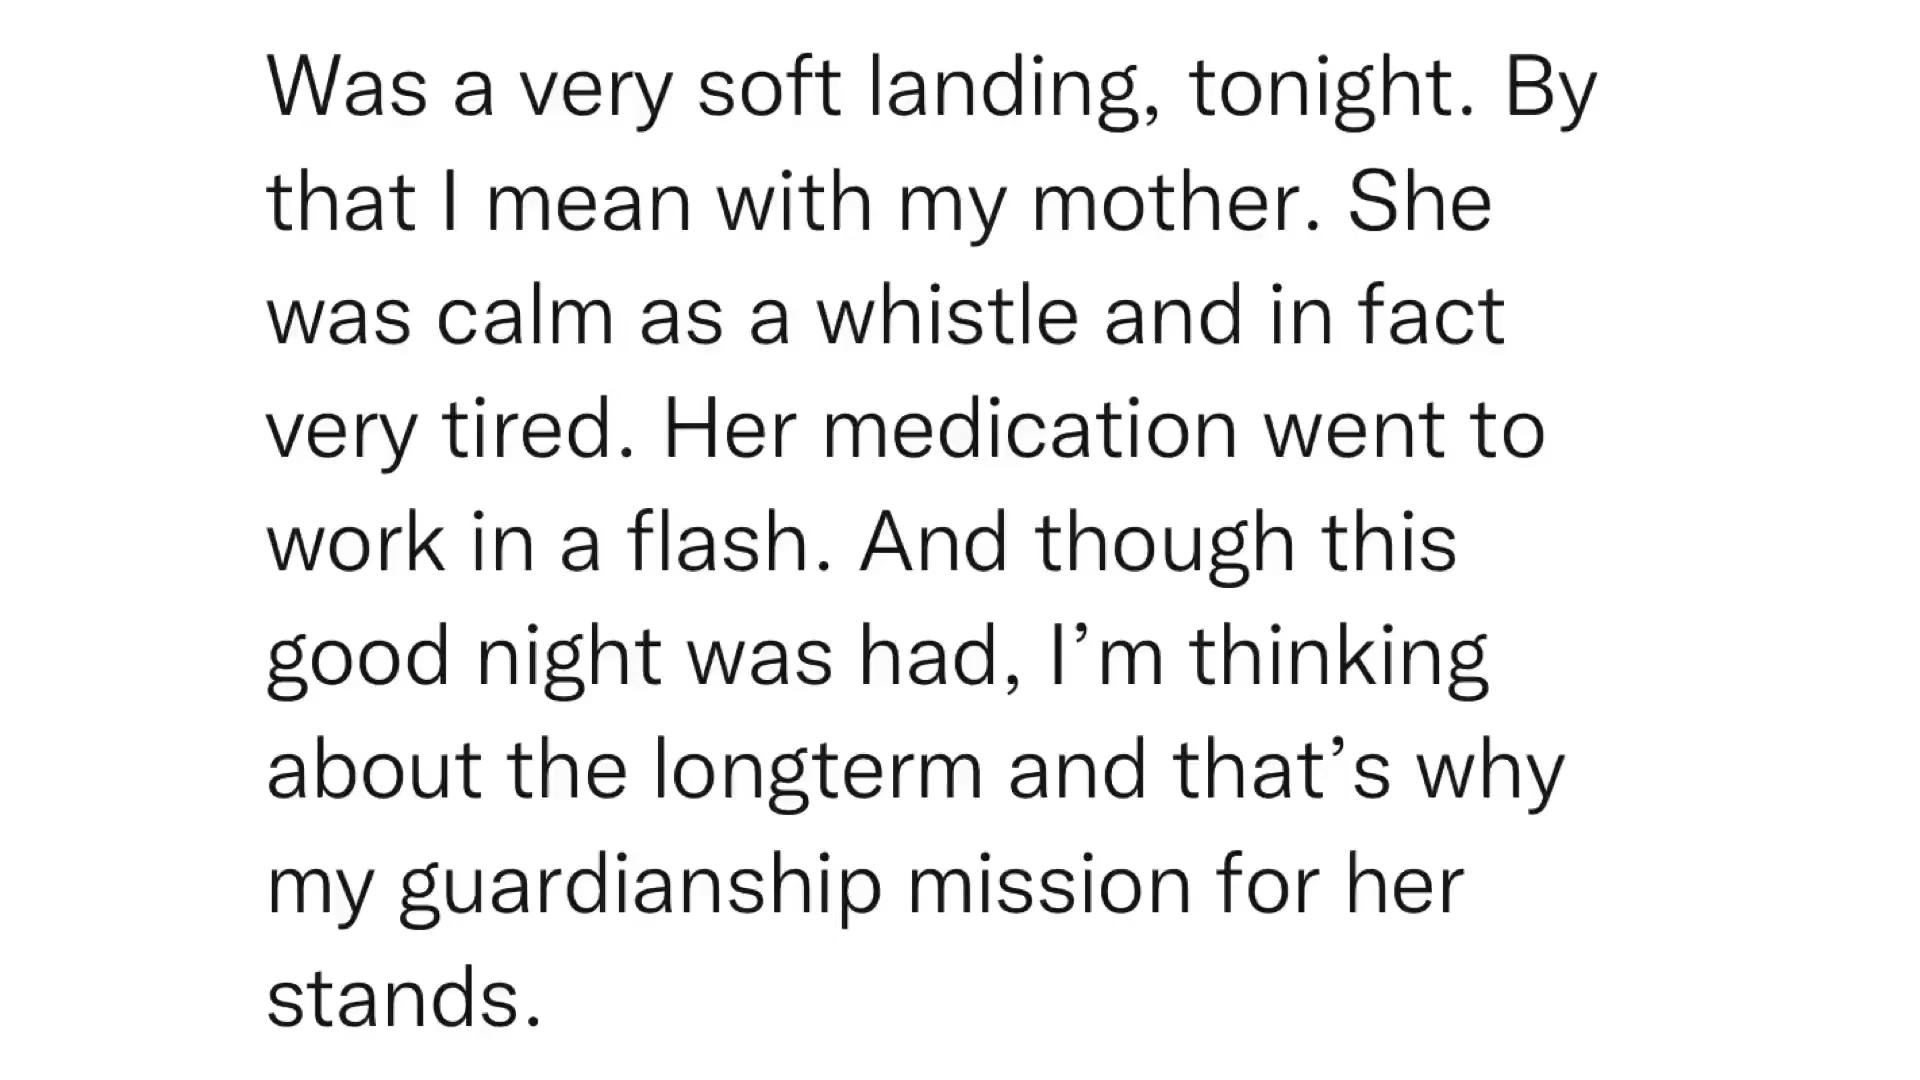 Was a very soft landing, tonight. By
that I mean with my mother. She
was calm as a whistle and in fact
very tired. Her medication went to
work in a flash. And though this
good night was had, I’m thinking
about the longterm and that’s why
my guardianship mission for her
stands.